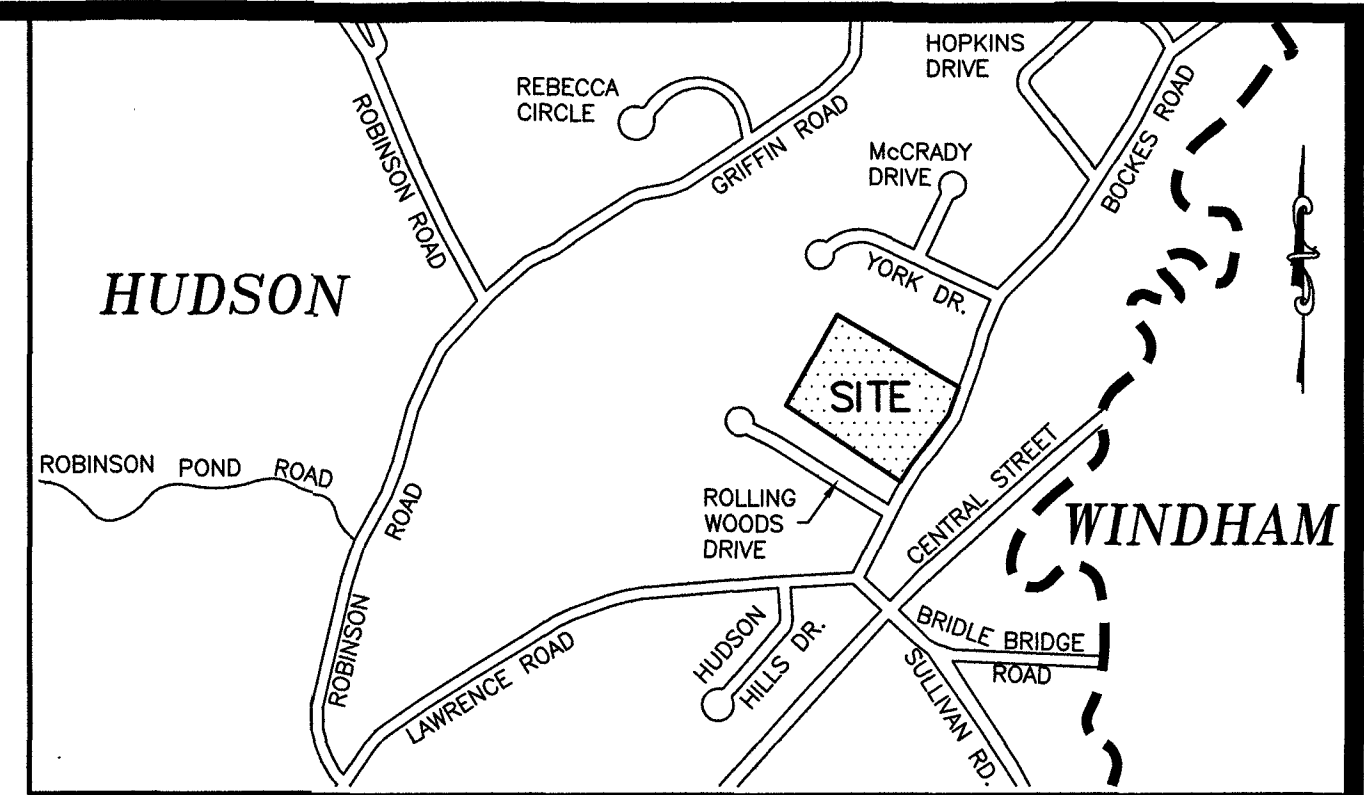 HOPKINS
DRIVE
REBECCA
CIRCLE
ROBINSON ROAD
GRIFFIN ROAD
BOCKES ROAD
McCRADY
DRIVE
YORK DR.
HUDSON
SITE
ROBINSON POND ROAD
ROAD
ROBINSON
ROLLING
WOODS
DRIVE
CENTRAL STREET
WINDHAM
LAWRENCE ROAD
HUDSON
HILLS DR.
BRIDLE BRIDGE
ROAD
SULLIVAN RD.